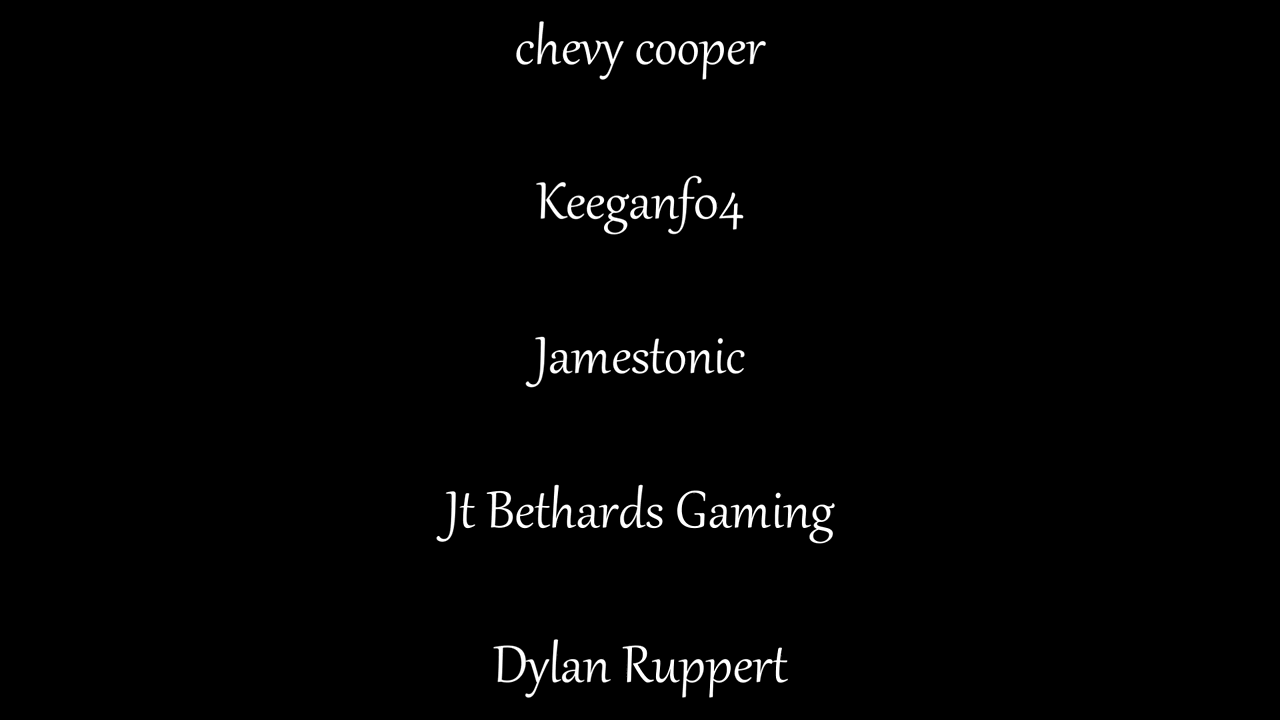 chevy cooper
Keeganf04
Jamestonic
Jt Bethards Gaming
Dylan Ruppert